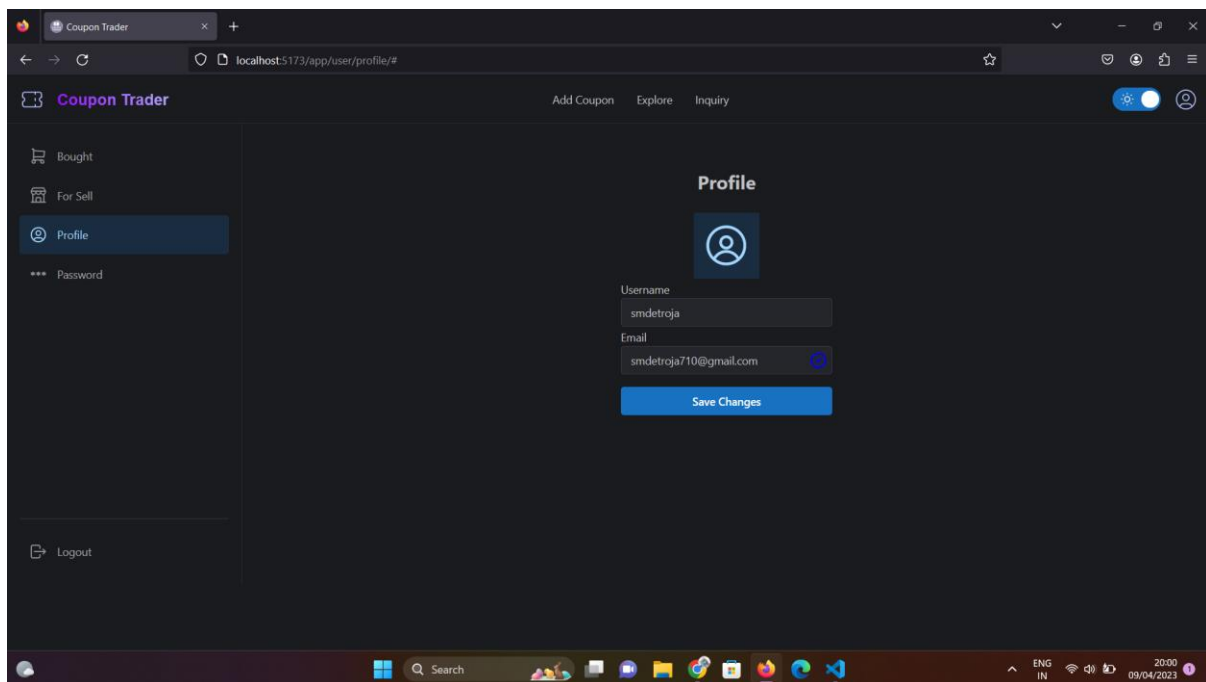 Coupon Trader
localhost:5173/app/user/profile/#
Coupon Trader
Add Coupon Explore Inquiry
Bought
For Sell
Profile
Password
Logout
Profile
Username
smdetroja
Email
smdetroja710@gmail.com
Save Changes
Search
ENG
IN
20:00
09/04/2023
1